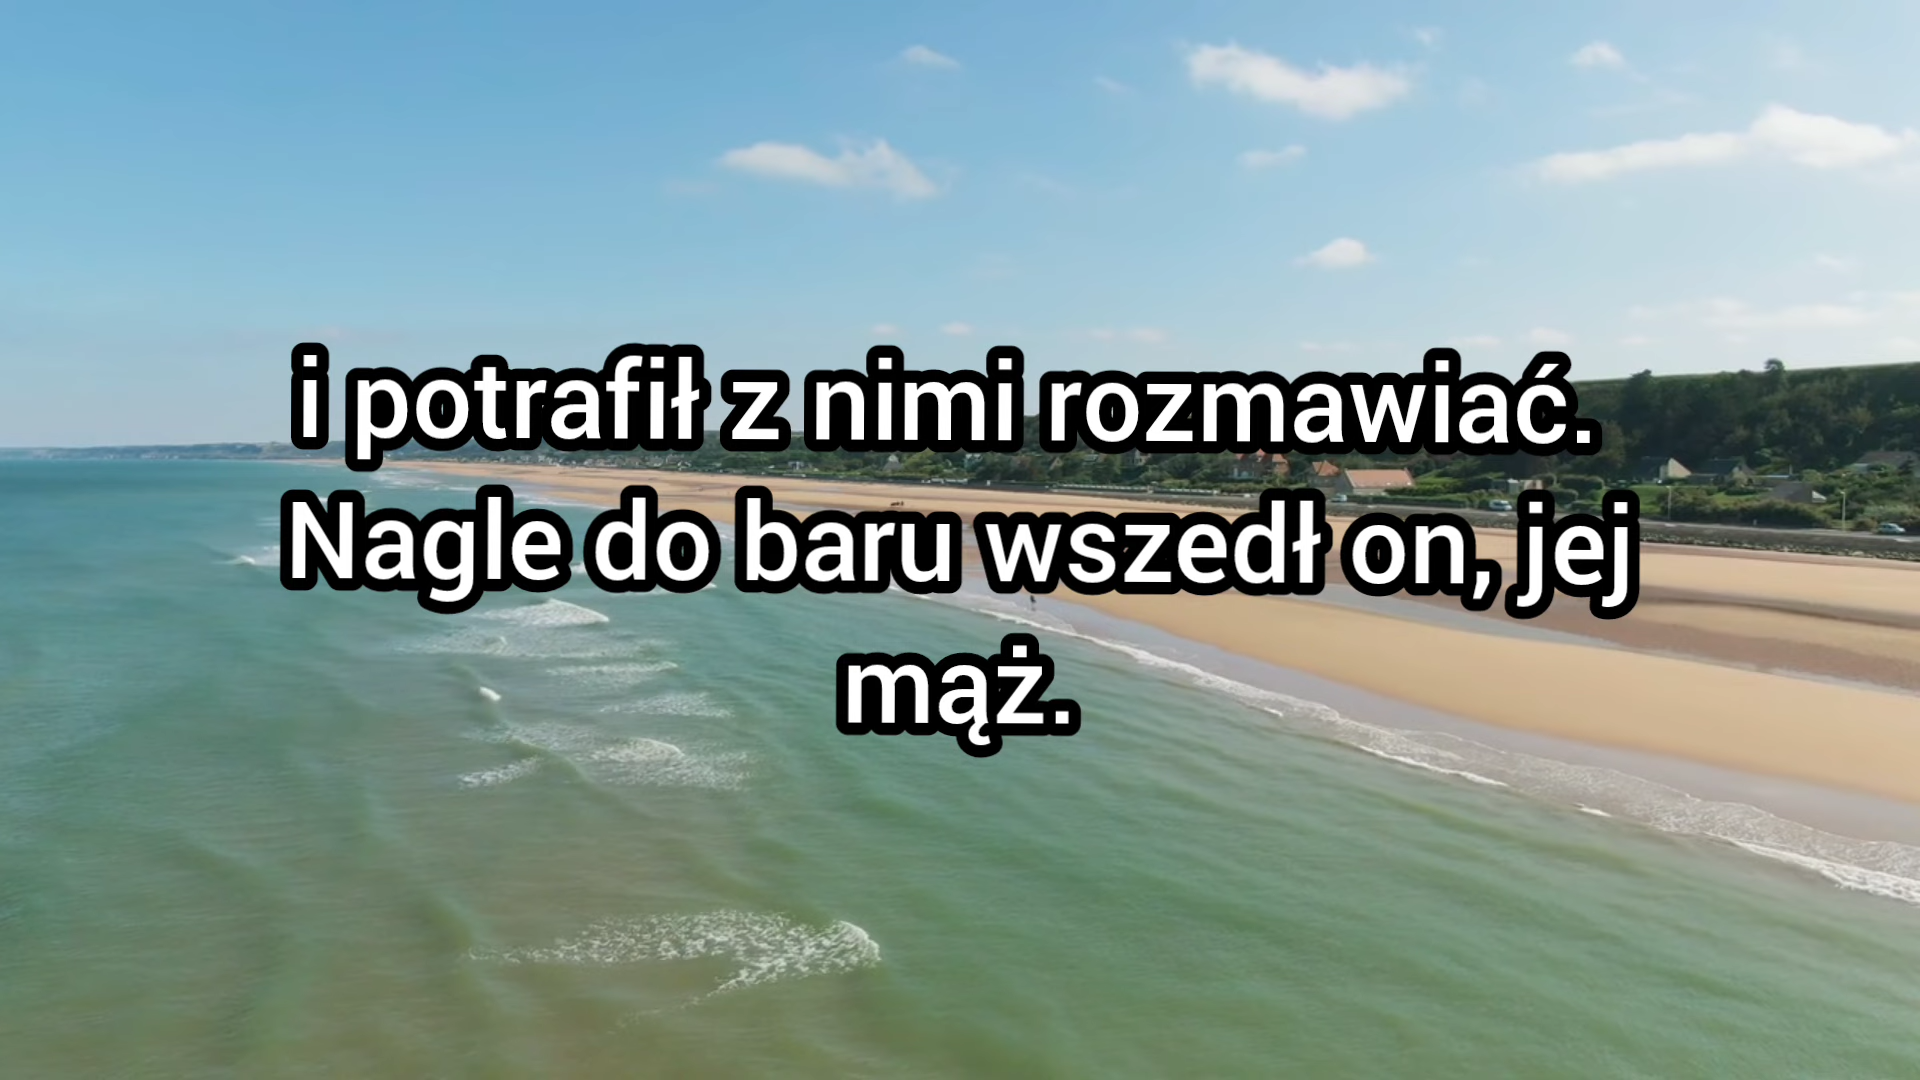 i potrafił z nimi rozmawiać.
Nagle do baru wszedł on, jej
mąż.